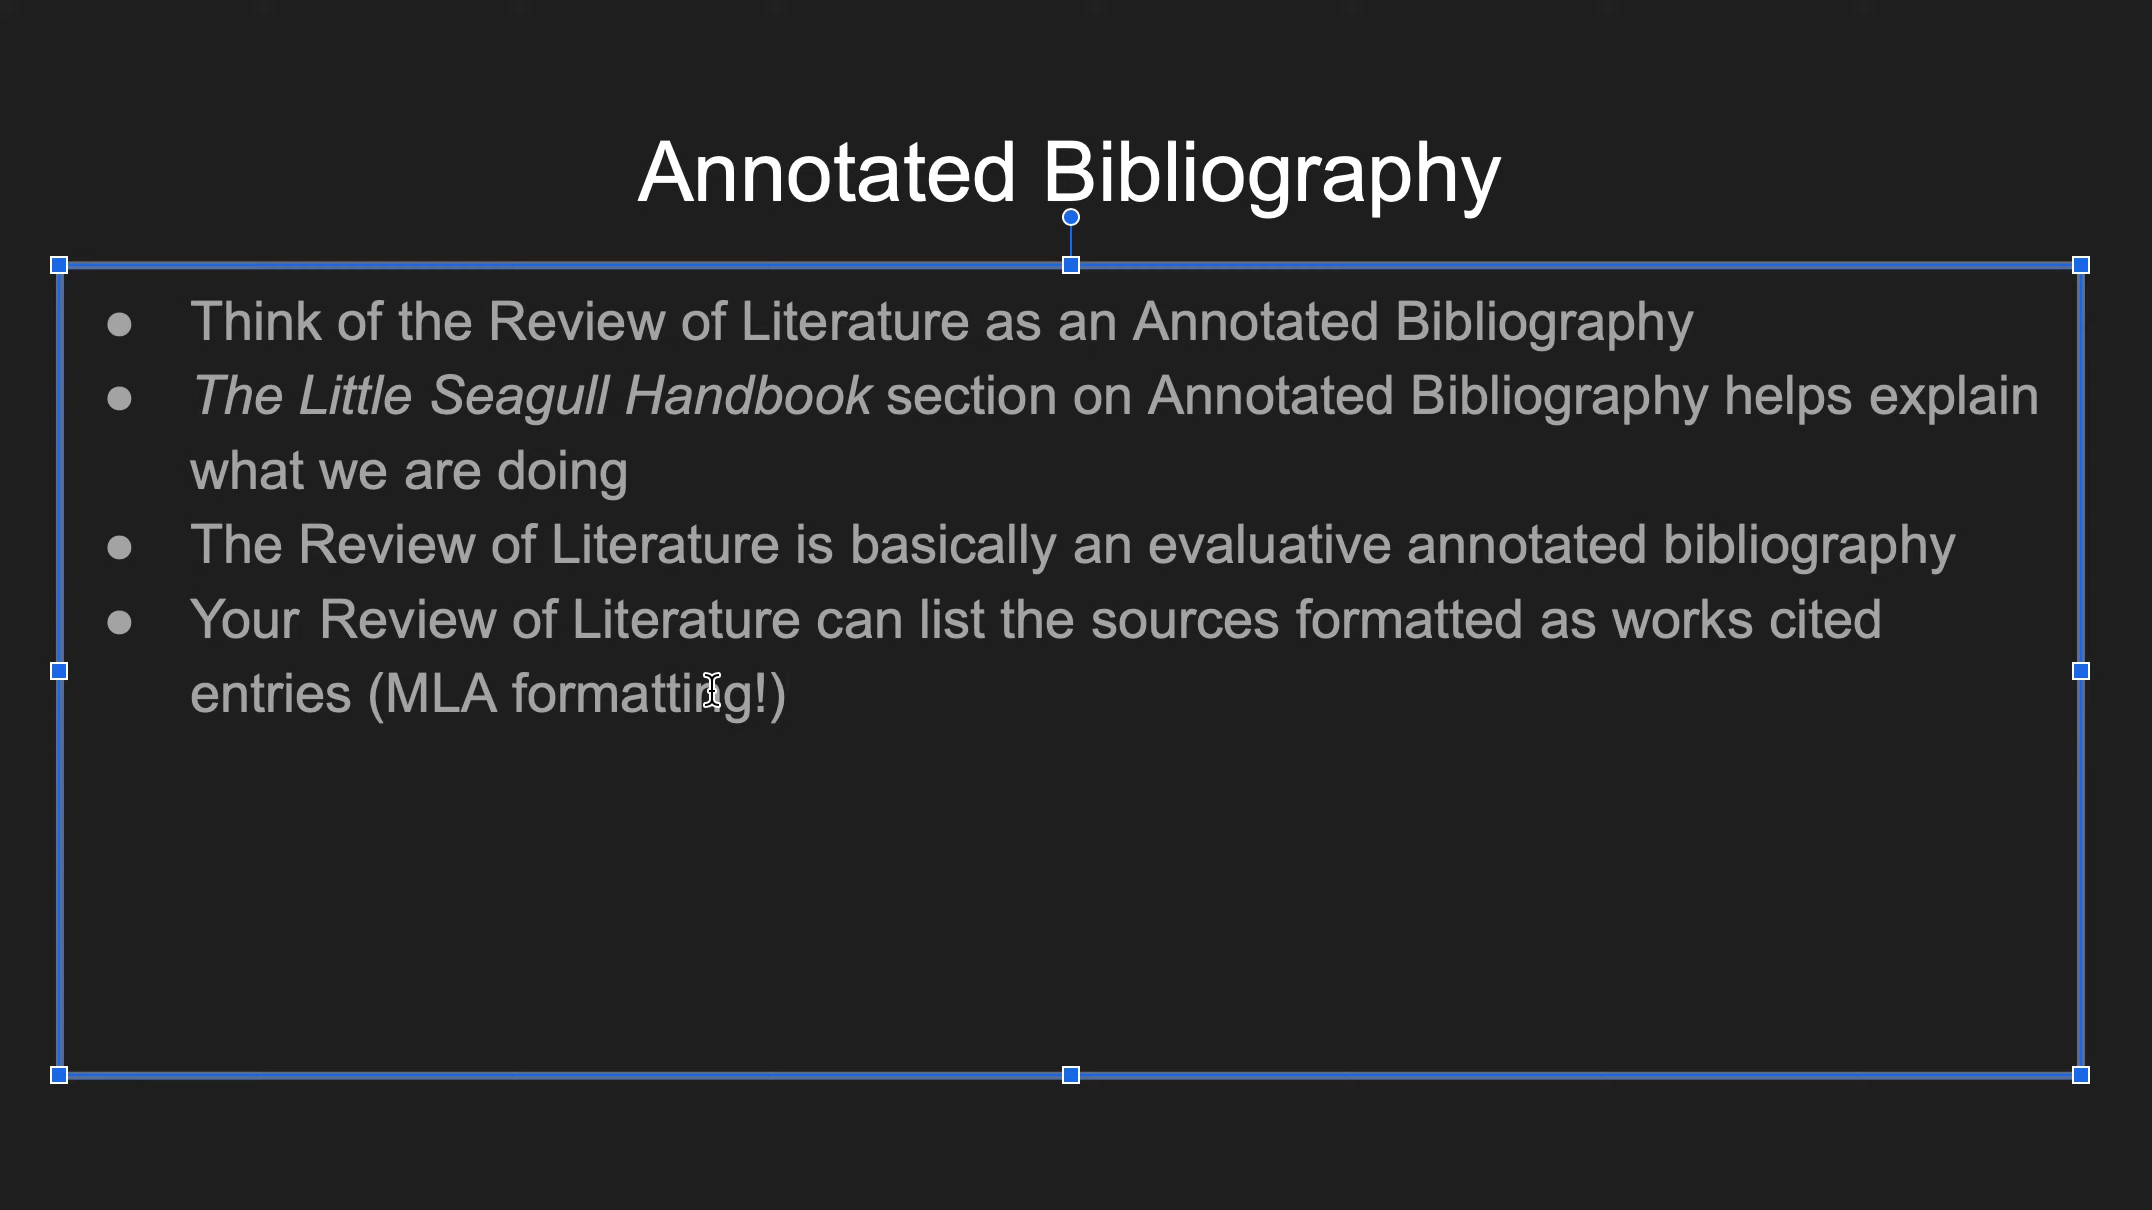 Annotated Bibliography
● Think of the Review of Literature as an Annotated Bibliography
● The Little Seagull Handbook section on Annotated Bibliography helps explain
what we are doing
● The Review of Literature is basically an evaluative annotated bibliography
● Your Review of Literature can list the sources formatted as works cited
entries (MLA formatting!)